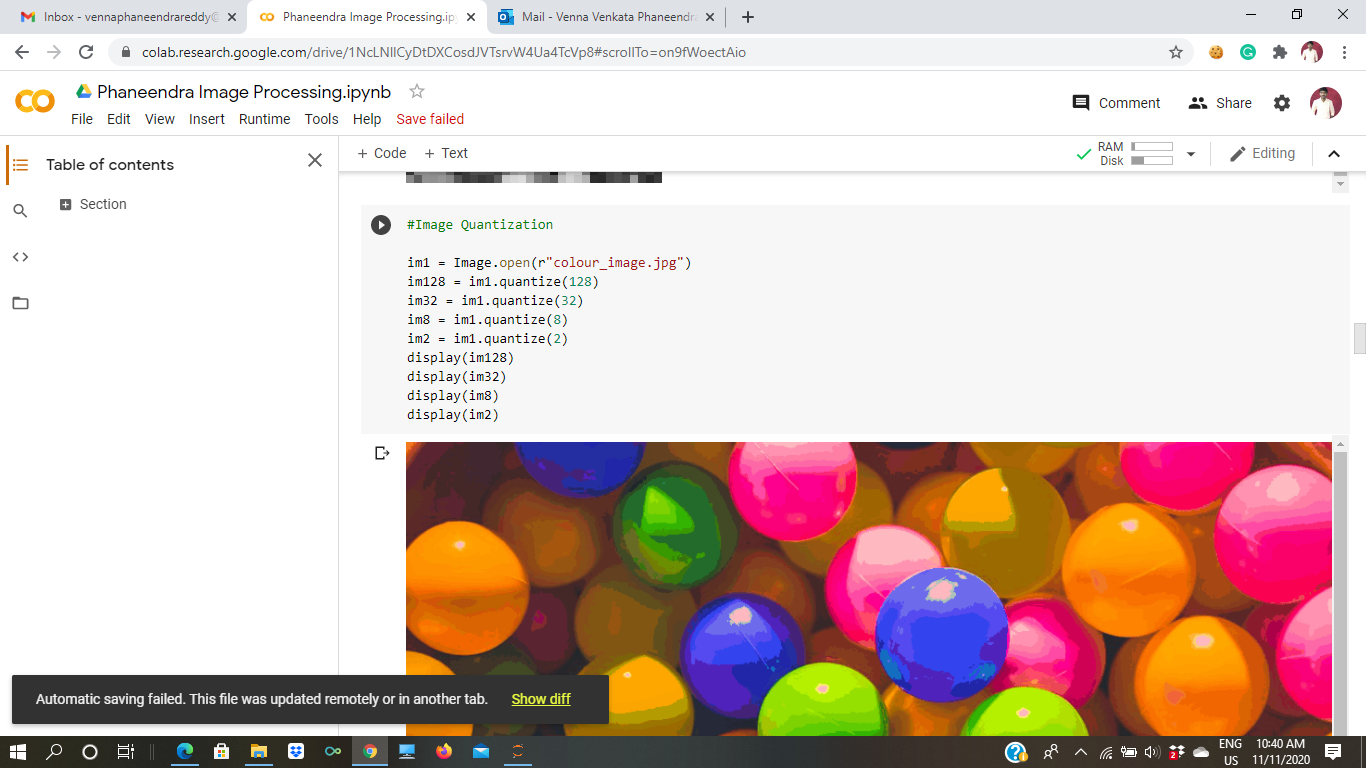 Inbox - vennaphaneendrareddy@
Phaneendra Image Processing.ip
Mail - Venna Venkata Phaneendr
colab.research.google.com/drive/1NcLNlICyDtDXCosdJVTsrvW4Ua4TcVp8#scrollTo=on9fWoectAio
Phaneendra Image Processing.ipynb
Comment
Share
File Edit View Insert Runtime Tools Help Save failed
Table of contents
+ Code + Text
RAM
Disk
Editing
Section
#Image Quantization
im1 = Image.open(r"colour_image.jpg")
im128 = im1.quantize(128)
im32 = im1.quantize(32)
im8 = im1.quantize(8)
im2 = im1.quantize(2)
display(im128)
display(im32)
display(im8)
display(im2)
Automatic saving failed. This file was updated remotely or in another tab. Show diff
ENG
US
10:40 AM
11/11/2020